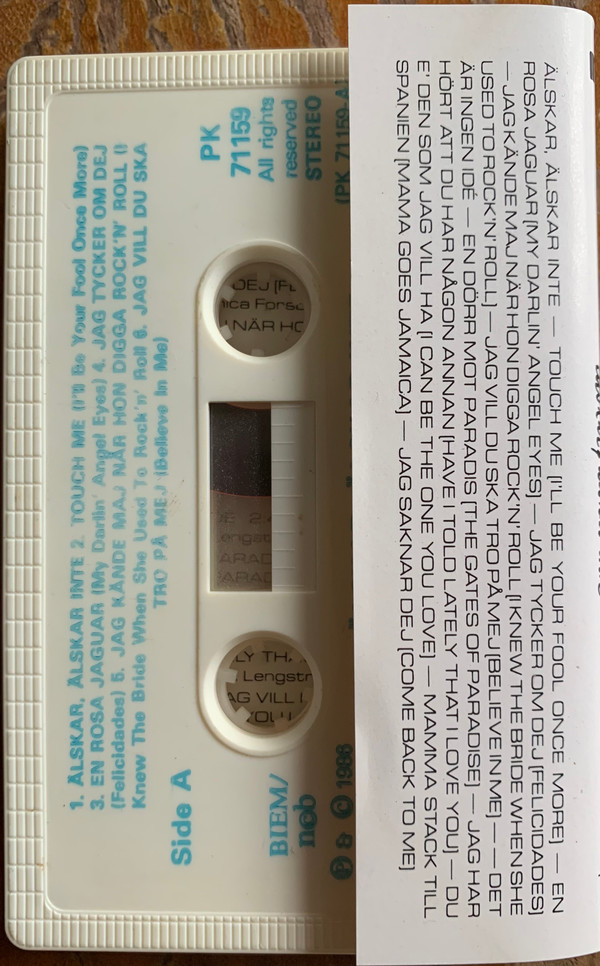 1. ÄLSKAR, ÄLSKAR INTE 2. TOUCH ME (I'll Be Your Fool Once More)
3. EN ROSA JAGUAR (My Darlin' Angel Eyes) 4. JAG TYCKER OM DEJ
(Felicidades) 5. JAG KÄNDE MAJ NÄR HON DIGGA ROCK'N' ROLL (I
Knew The Bride When She Used To Rock'n' Roll) 6. JAG VILL DU SKA
TRO PÅ MEJ (Believe In Me)
Side A
PK
71159
All rights
reserved
STEREO
(PK 71159-A)
BIEM/
ncb
Ⓟ & © 1986
ÄLSKAR, ÄLSKAR INTE — TOUCH ME (I'LL BE YOUR FOOL ONCE MORE) — EN
ROSA JAGUAR (MY DARLIN' ANGEL EYES) — JAG TYCKER OM DEJ (FELICIDADES)
— JAG KÄNDE MAJ NÄR HON DIGGA ROCK'N' ROLL (I KNEW THE BRIDE WHEN SHE
USED TO ROCK'N' ROLL) — JAG VILL DU SKA TRO PÅ MEJ (BELIEVE IN ME) — — DET
ÄR INGEN IDÉ — EN DÖRR MOT PARADIS (THE GATES OF PARADISE) — JAG HAR
HÖRT ATT DU HAR NÅGON ANNAN (HAVE I TOLD LATELY THAT I LOVE YOU) — DU
E' DEN SOM JAG VILL HA (I CAN BE THE ONE YOU LOVE) — MAMMA STACK TILL
SPANIEN (MAMA GOES JAMAICA) — JAG SAKNAR DEJ (COME BACK TO ME)